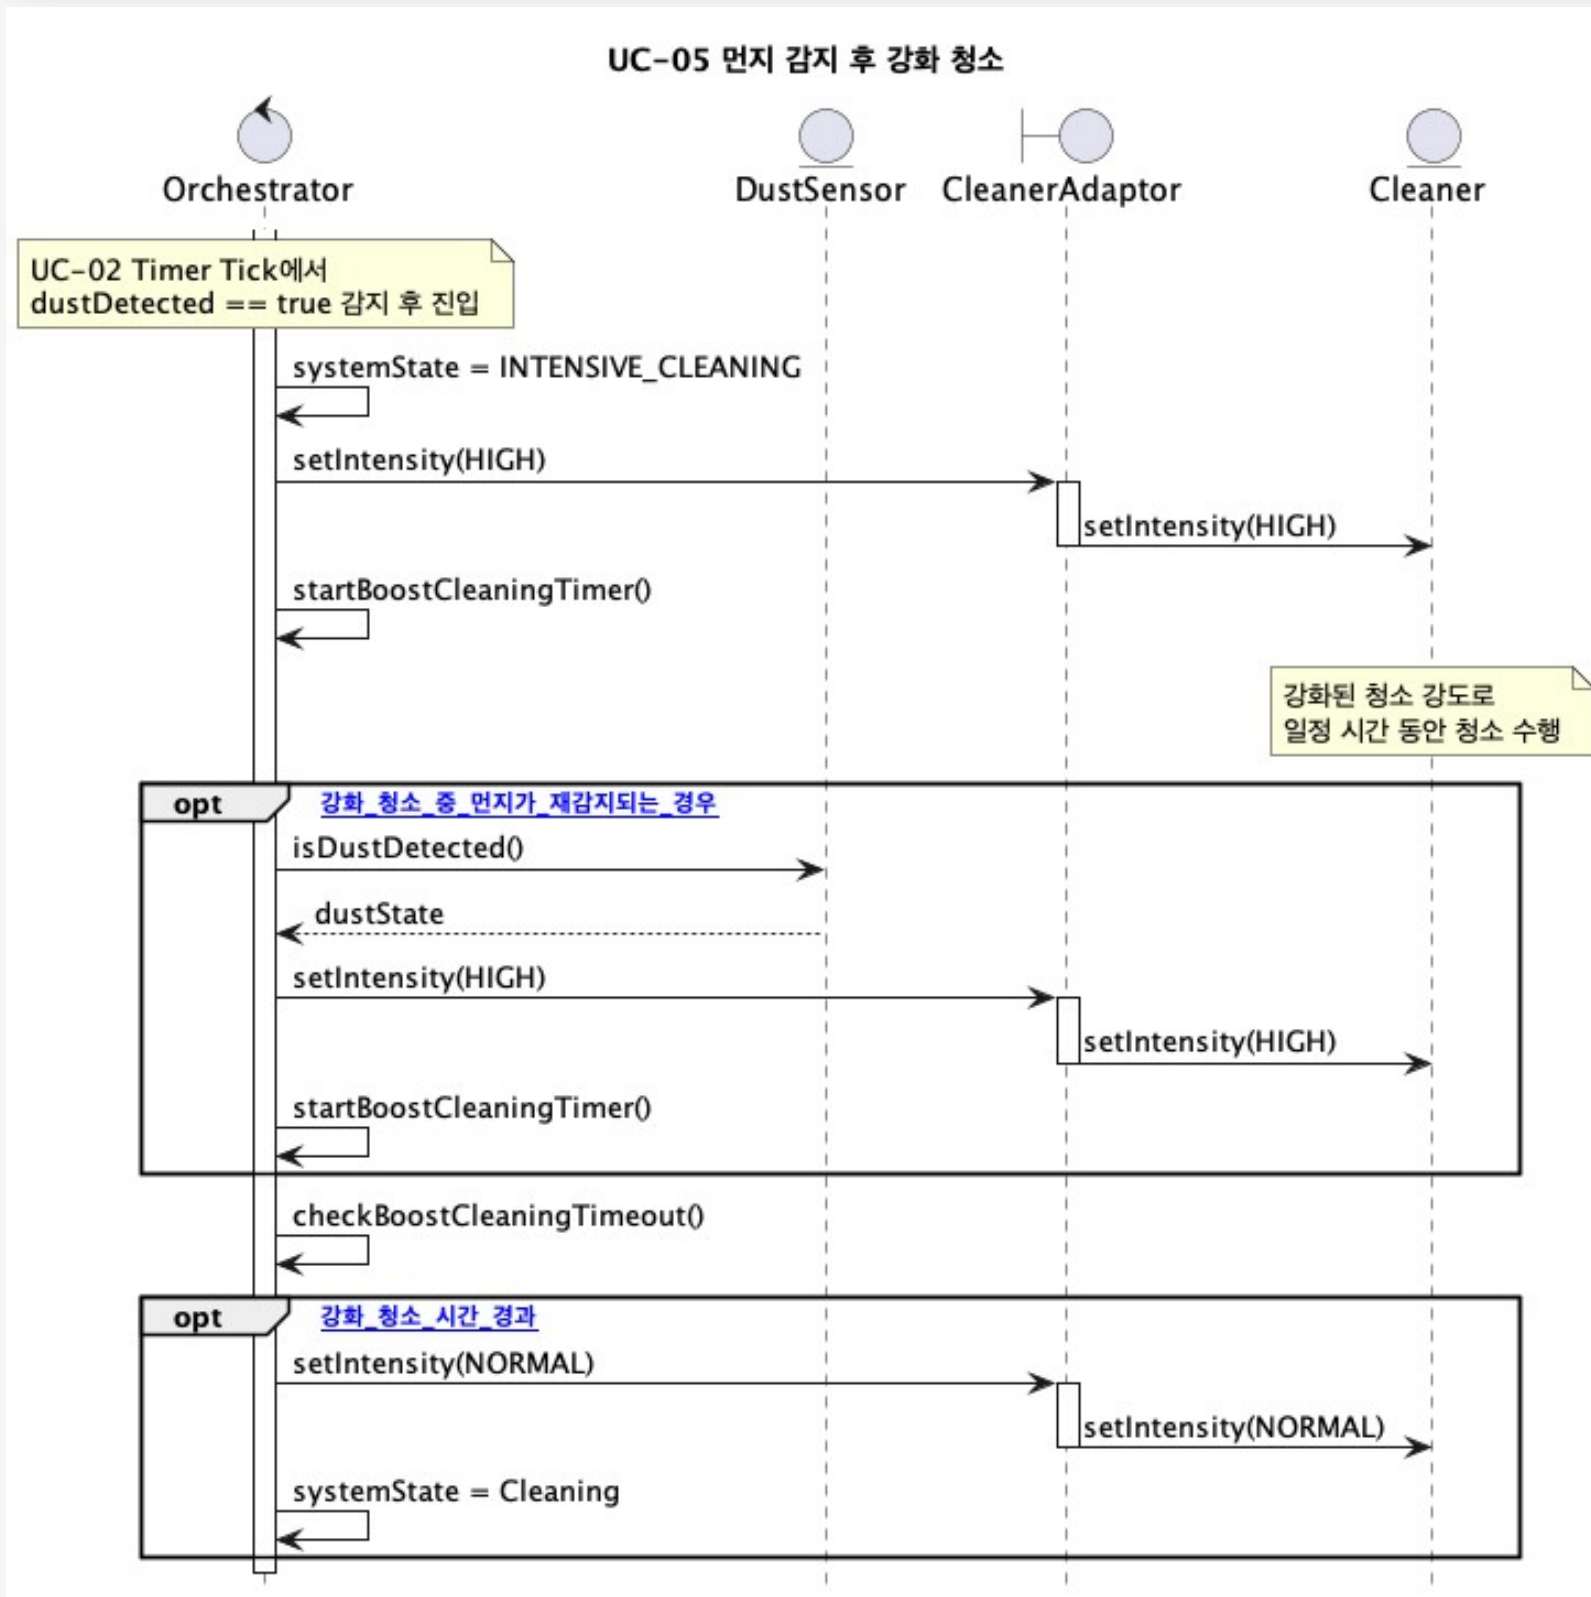 UC-05 먼지 감지 후 강화 청소
Orchestrator
DustSensor
CleanerAdaptor
Cleaner
UC-02 Timer Tick에서
dustDetected == true 감지 후 진입
systemState = INTENSIVE_CLEANING
setIntensity(HIGH)
setIntensity(HIGH)
startBoostCleaningTimer()
강화된 청소 강도로
일정 시간 동안 청소 수행
opt
강화_청소_중_먼지가_재감지되는_경우
isDustDetected()
dustState
setIntensity(HIGH)
setIntensity(HIGH)
startBoostCleaningTimer()
checkBoostCleaningTimeout()
opt
강화_청소_시간_경과
setIntensity(NORMAL)
setIntensity(NORMAL)
systemState = Cleaning